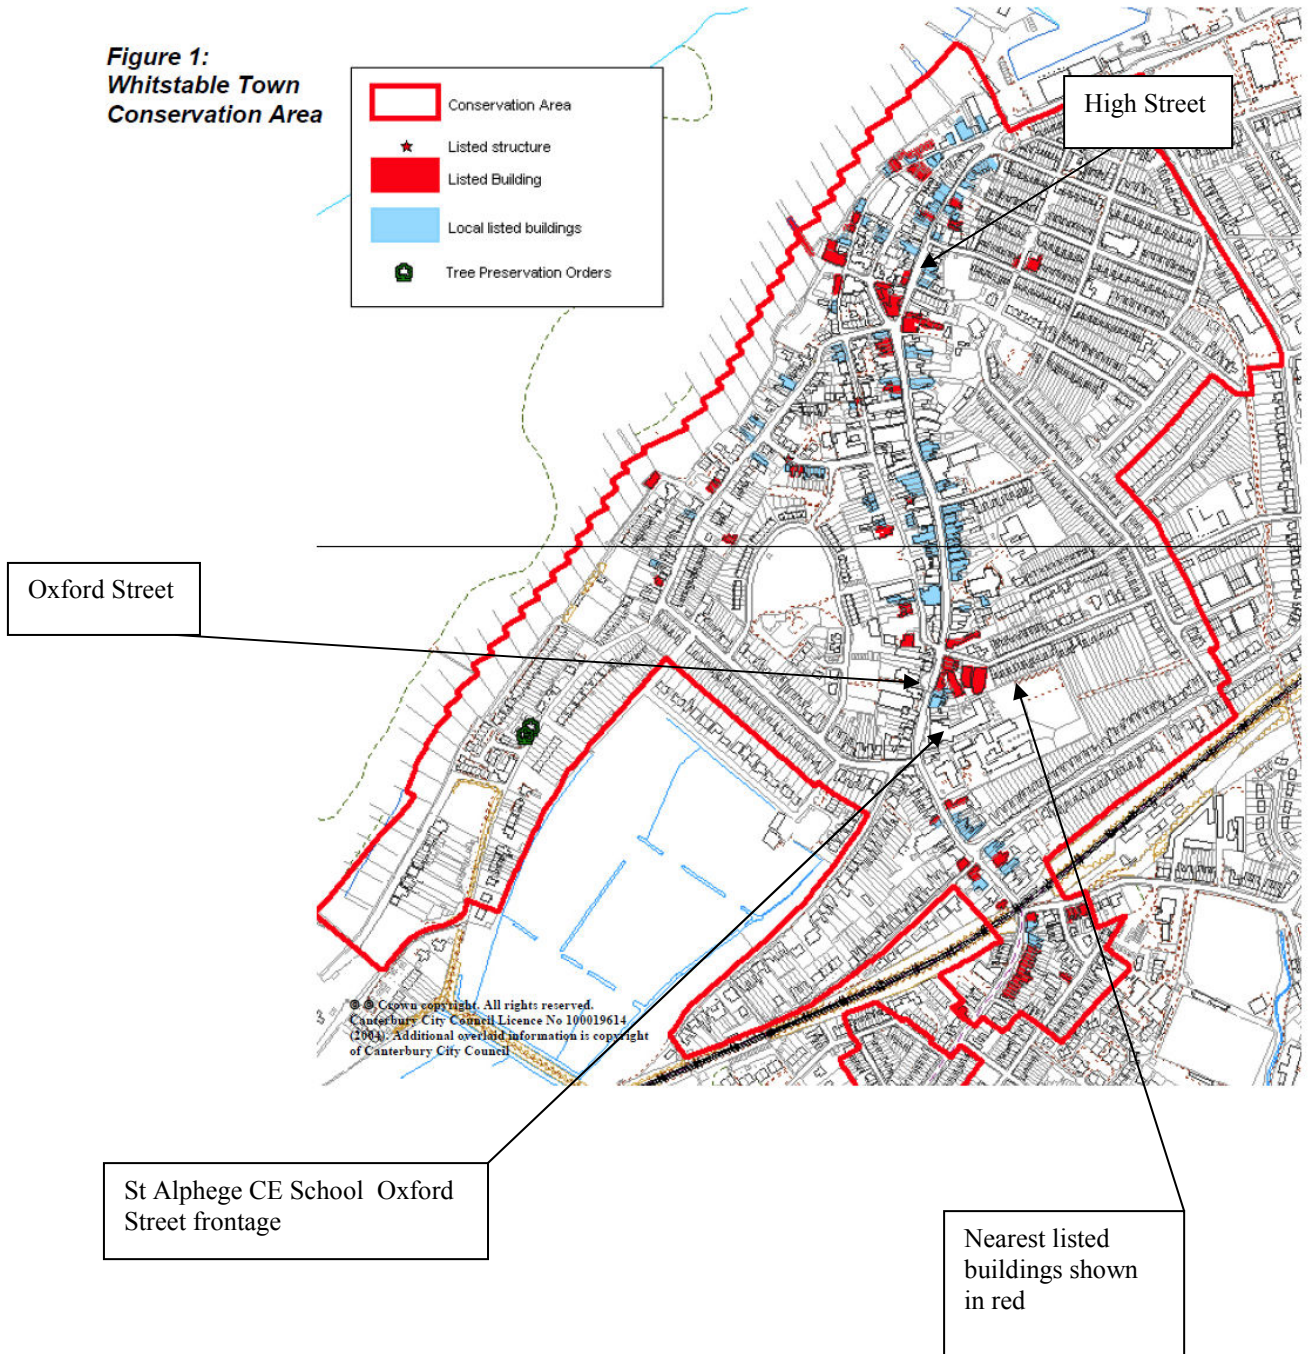 Figure 1:
Whitstable Town
Conservation Area
Conservation Area
Listed structure
Listed Building
Local listed buildings
Tree Preservation Orders
High Street
Oxford Street
© © Crown copyright. All rights reserved.
Canterbury City Council Licence No 100019614
(2004). Additional overlaid information is copyright
of Canterbury City Council
St Alphege CE School Oxford
Street frontage
Nearest listed
buildings shown
in red